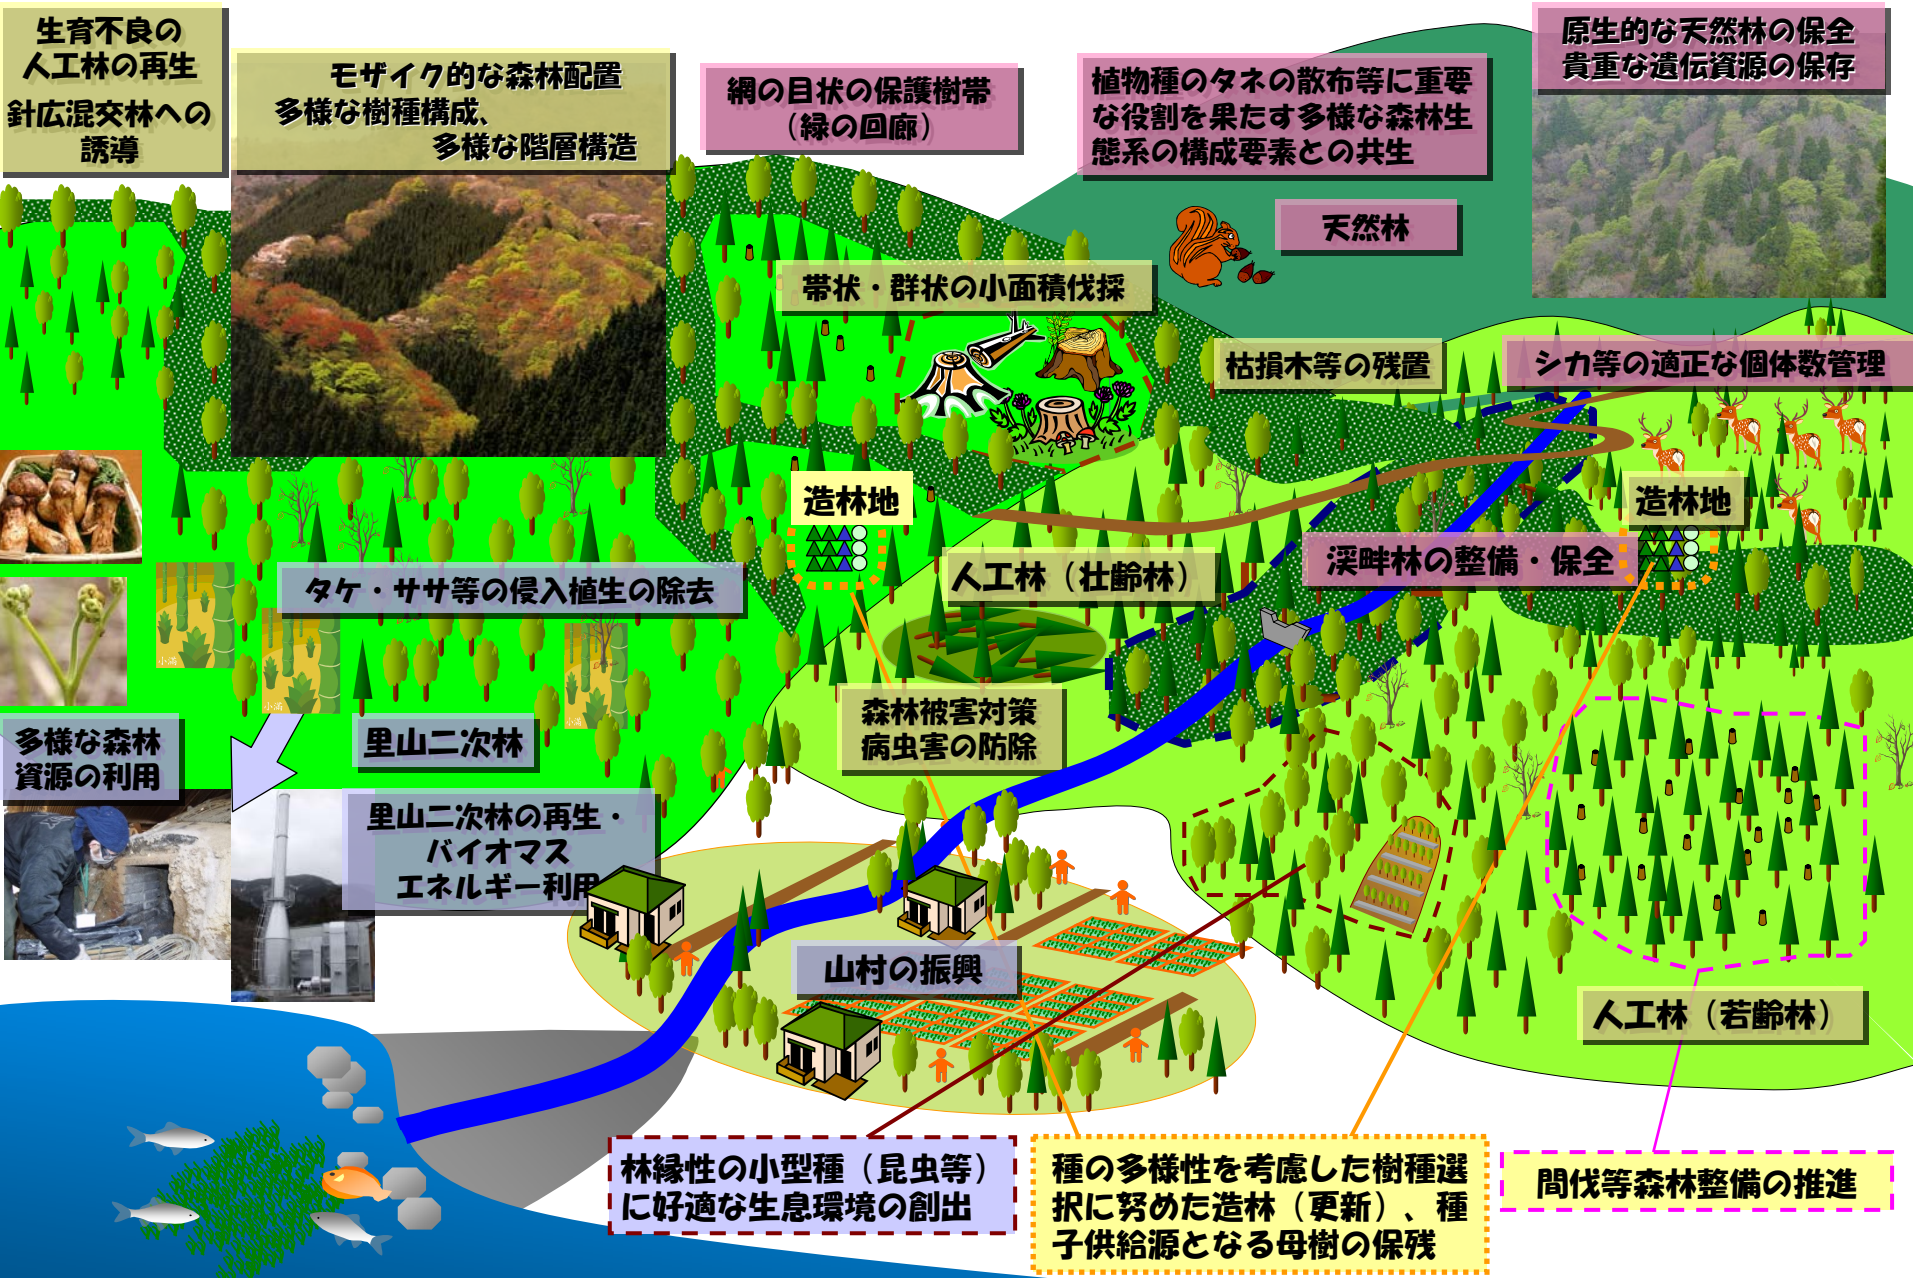 生育不良の
人工林の再生
針広混交林への
誘導
モザイク的な森林配置
多様な樹種構成、
多様な階層構造
網の目状の保護樹帯
（緑の回廊）
植物種のタネの散布等に重要
な役割を果たす多様な森林生
態系の構成要素との共生
原生的な天然林の保全
貴重な遺伝資源の保存
天然林
帯状・群状の小面積伐採
枯損木等の残置
シカ等の適正な個体数管理
造林地
造林地
人工林（壮齢林）
渓畔林の整備・保全
タケ・ササ等の侵入植生の除去
小满
小满
小满
森林被害対策
病虫害の防除
多様な森林
資源の利用
里山二次林
里山二次林の再生・
バイオマス
エネルギー利用
山村の振興
人工林（若齢林）
林縁性の小型種（昆虫等）
に好適な生息環境の創出
種の多様性を考慮した樹種選
択に努めた造林（更新）、種
子供給源となる母樹の保残
間伐等森林整備の推進